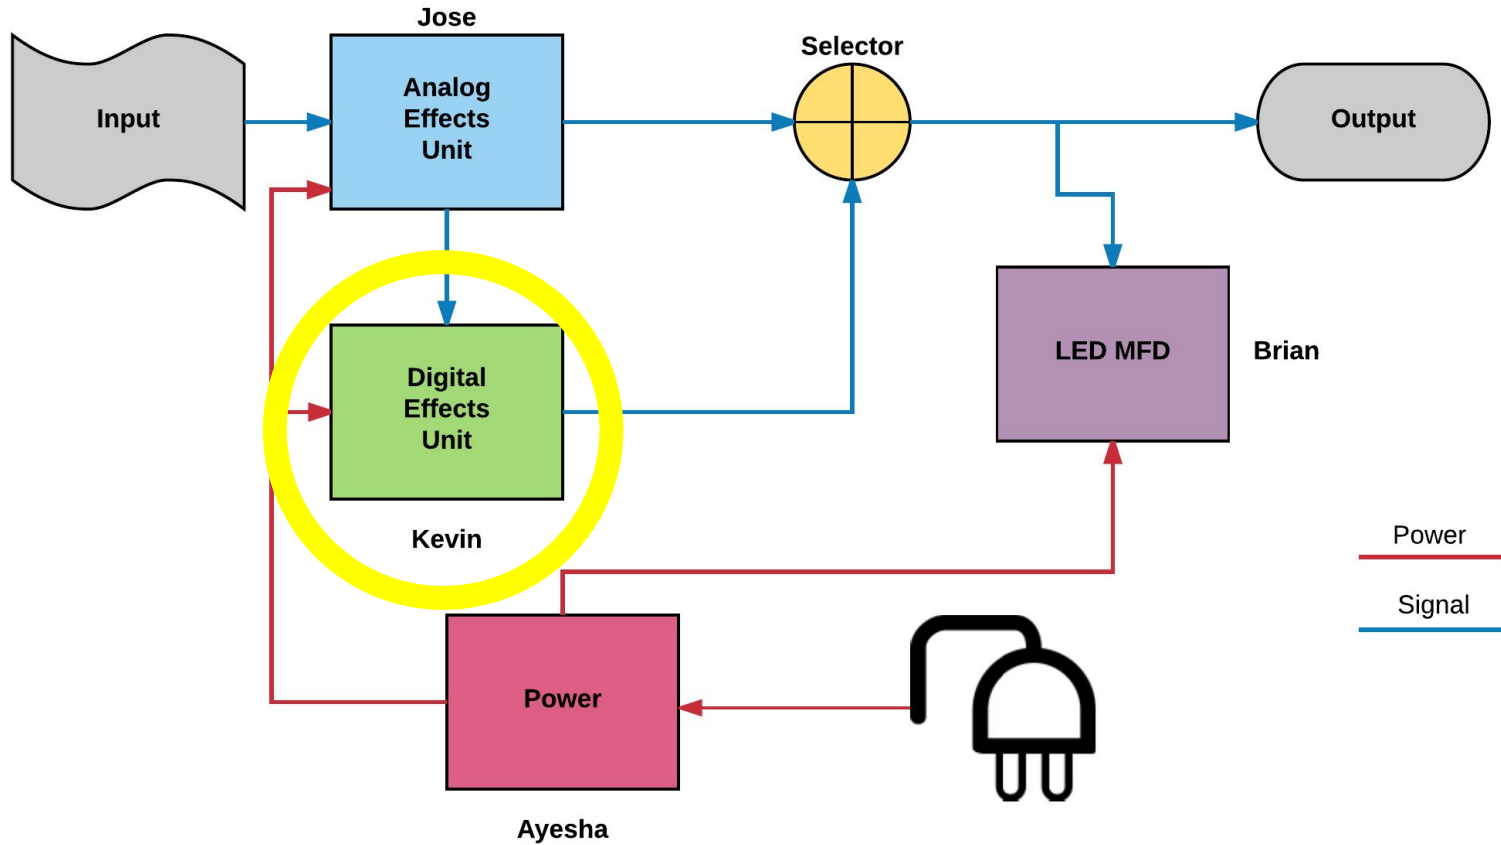 Jose
Selector
Analog
Effects
Unit
Input
Output
Digital
Effects
Unit
LED MFD
Brian
Kevin
Power
Signal
Power
Ayesha